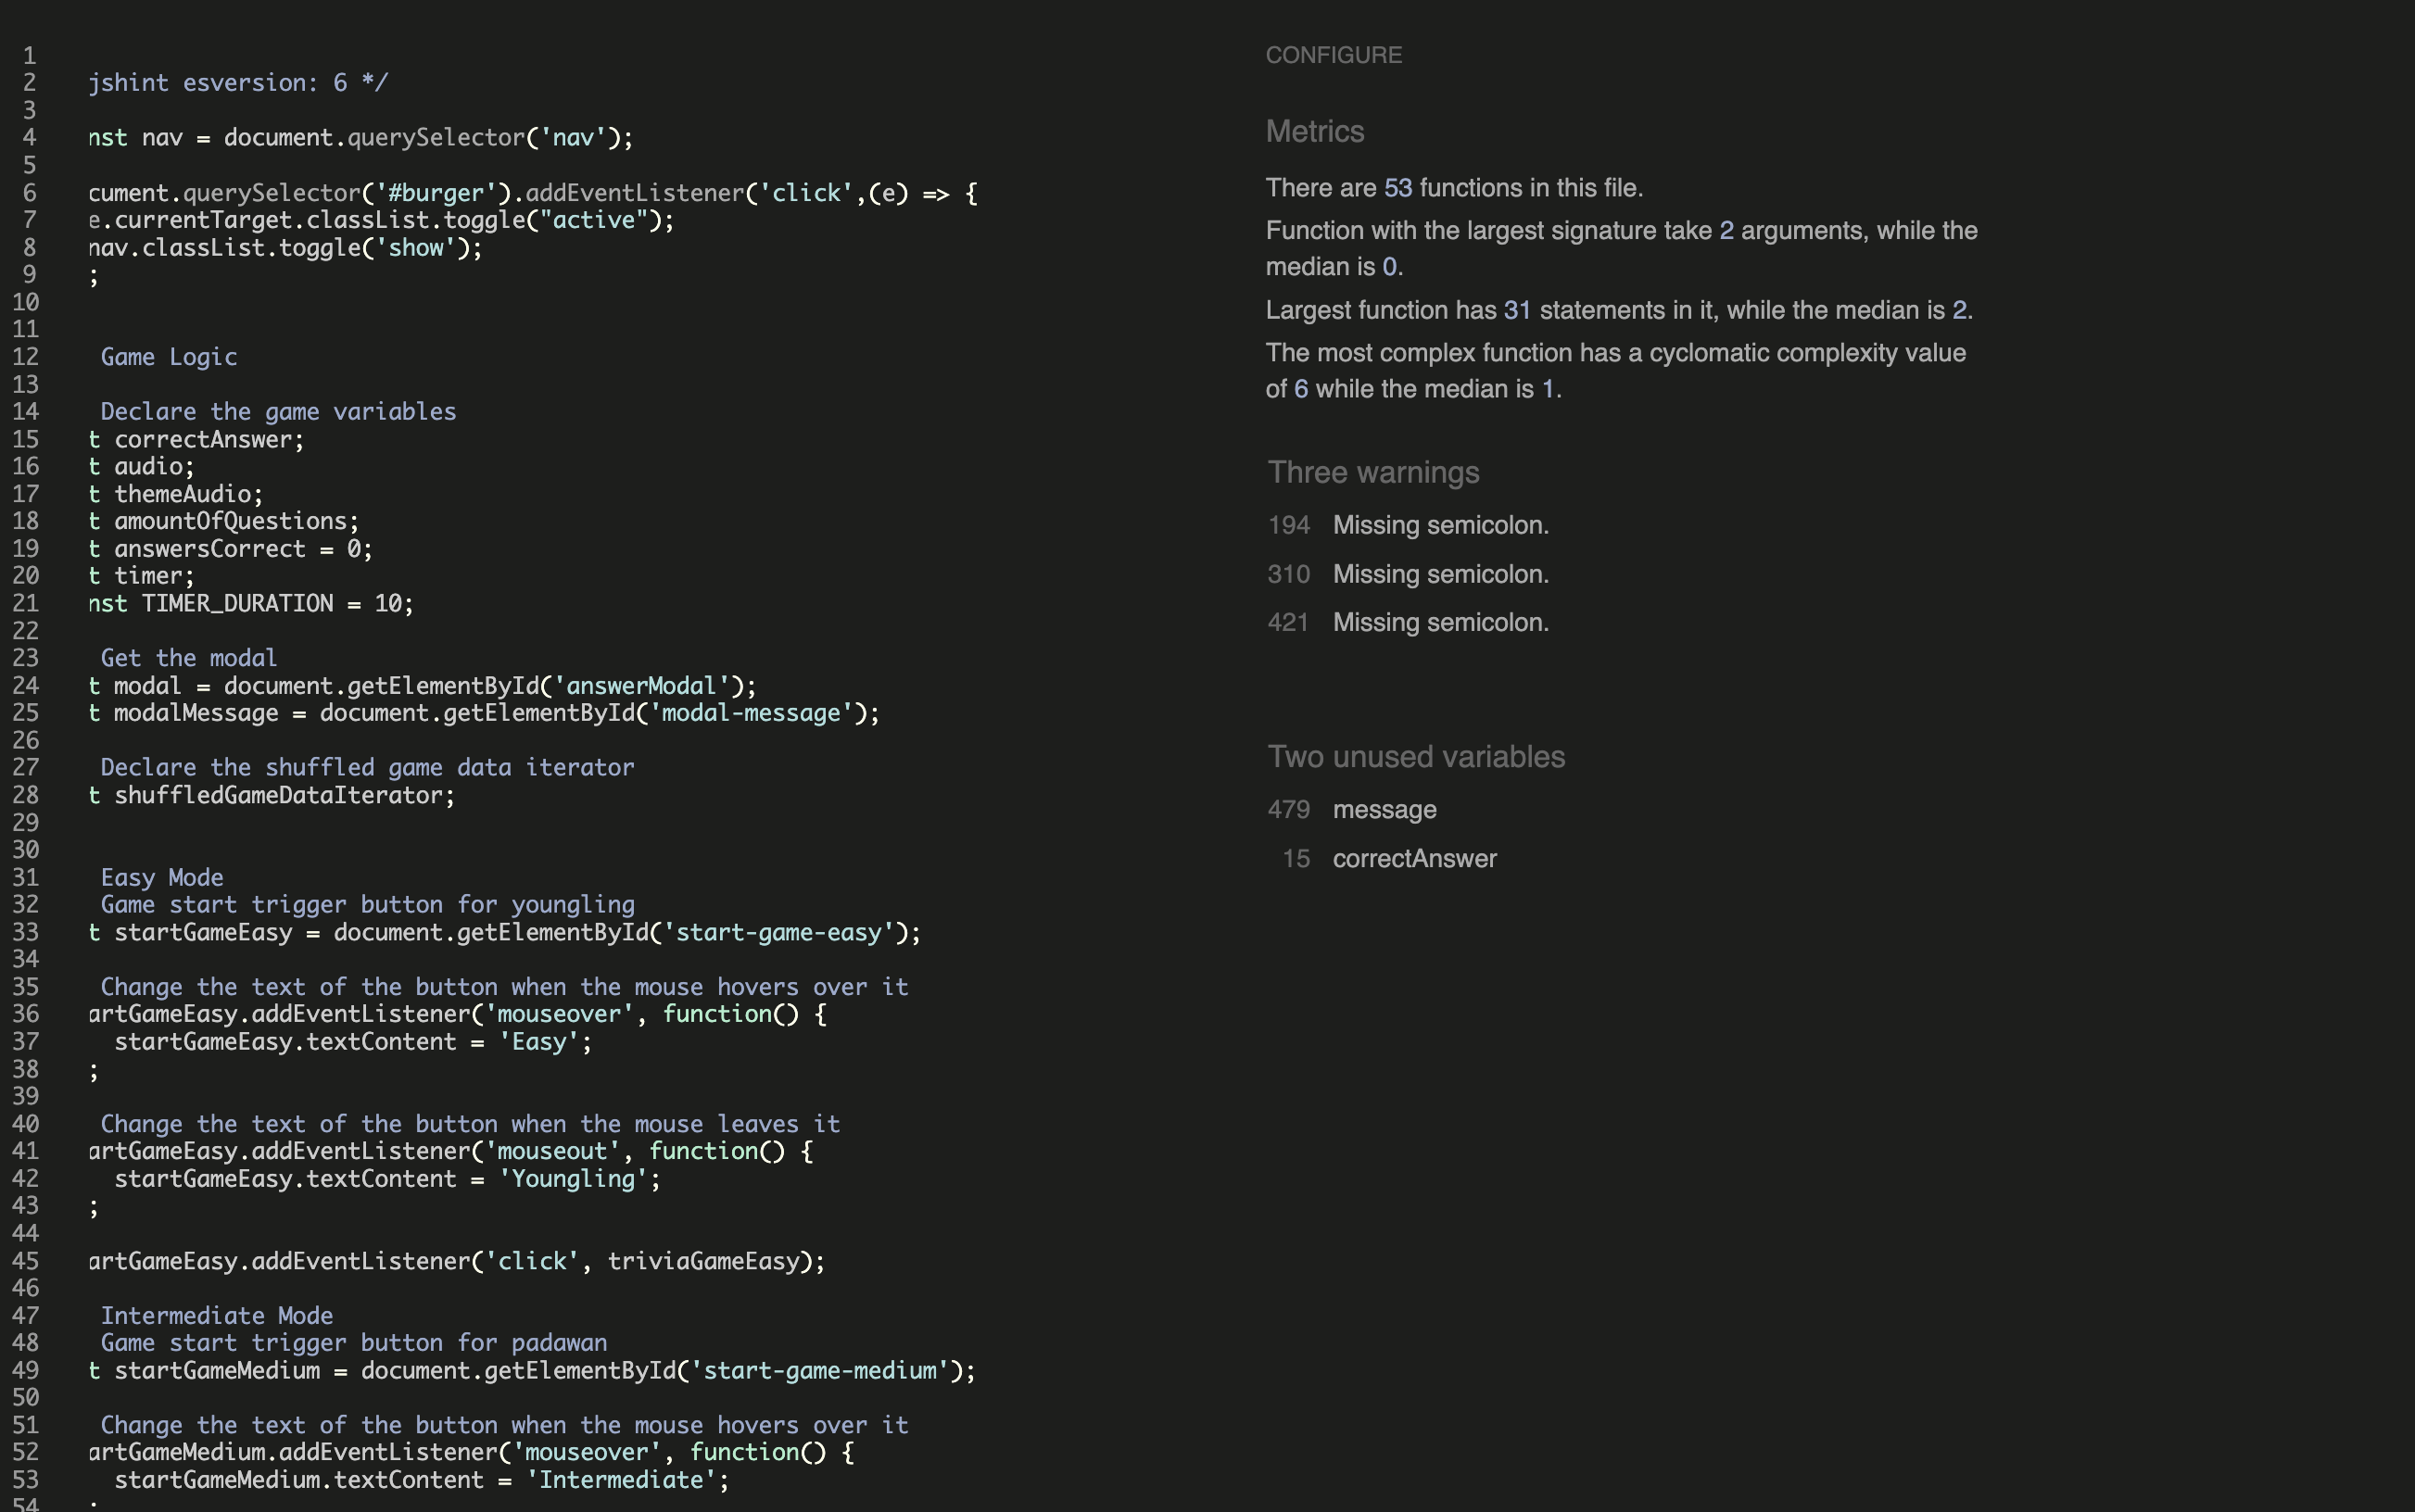 1
2 jshint esversion: 6 */
3
4 nst nav = document.querySelector('nav');
5
6 cument.querySelector('#burger').addEventListener('click',(e) => {
7 e.currentTarget.classList.toggle("active");
8 nav.classList.toggle('show');
9 ;
10
11
12 Game Logic
13
14 Declare the game variables
15 t correctAnswer;
16 t audio;
17 t themeAudio;
18 t amountOfQuestions;
19 t answersCorrect = 0;
20 t timer;
21 nst TIMER_DURATION = 10;
22
23 Get the modal
24 t modal = document.getElementById('answerModal');
25 t modalMessage = document.getElementById('modal-message');
26
27 Declare the shuffled game data iterator
28 t shuffledGameDataIterator;
29
30
31 Easy Mode
32 Game start trigger button for youngling
33 t startGameEasy = document.getElementById('start-game-easy');
34
35 Change the text of the button when the mouse hovers over it
36 artGameEasy.addEventListener('mouseover', function() {
37 startGameEasy.textContent = 'Easy';
38 ;
39
40 Change the text of the button when the mouse leaves it
41 artGameEasy.addEventListener('mouseout', function() {
42 startGameEasy.textContent = 'Youngling';
43 ;
44
45 artGameEasy.addEventListener('click', triviaGameEasy);
46
47 Intermediate Mode
48 Game start trigger button for padawan
49 t startGameMedium = document.getElementById('start-game-medium');
50
51 Change the text of the button when the mouse hovers over it
52 artGameMedium.addEventListener('mouseover', function() {
53 startGameMedium.textContent = 'Intermediate';
54 ;
CONFIGURE
Metrics
There are 53 functions in this file.
Function with the largest signature take 2 arguments, while the
median is 0.
Largest function has 31 statements in it, while the median is 2.
The most complex function has a cyclomatic complexity value
of 6 while the median is 1.
Three warnings
194 Missing semicolon.
310 Missing semicolon.
421 Missing semicolon.
Two unused variables
479 message
15 correctAnswer